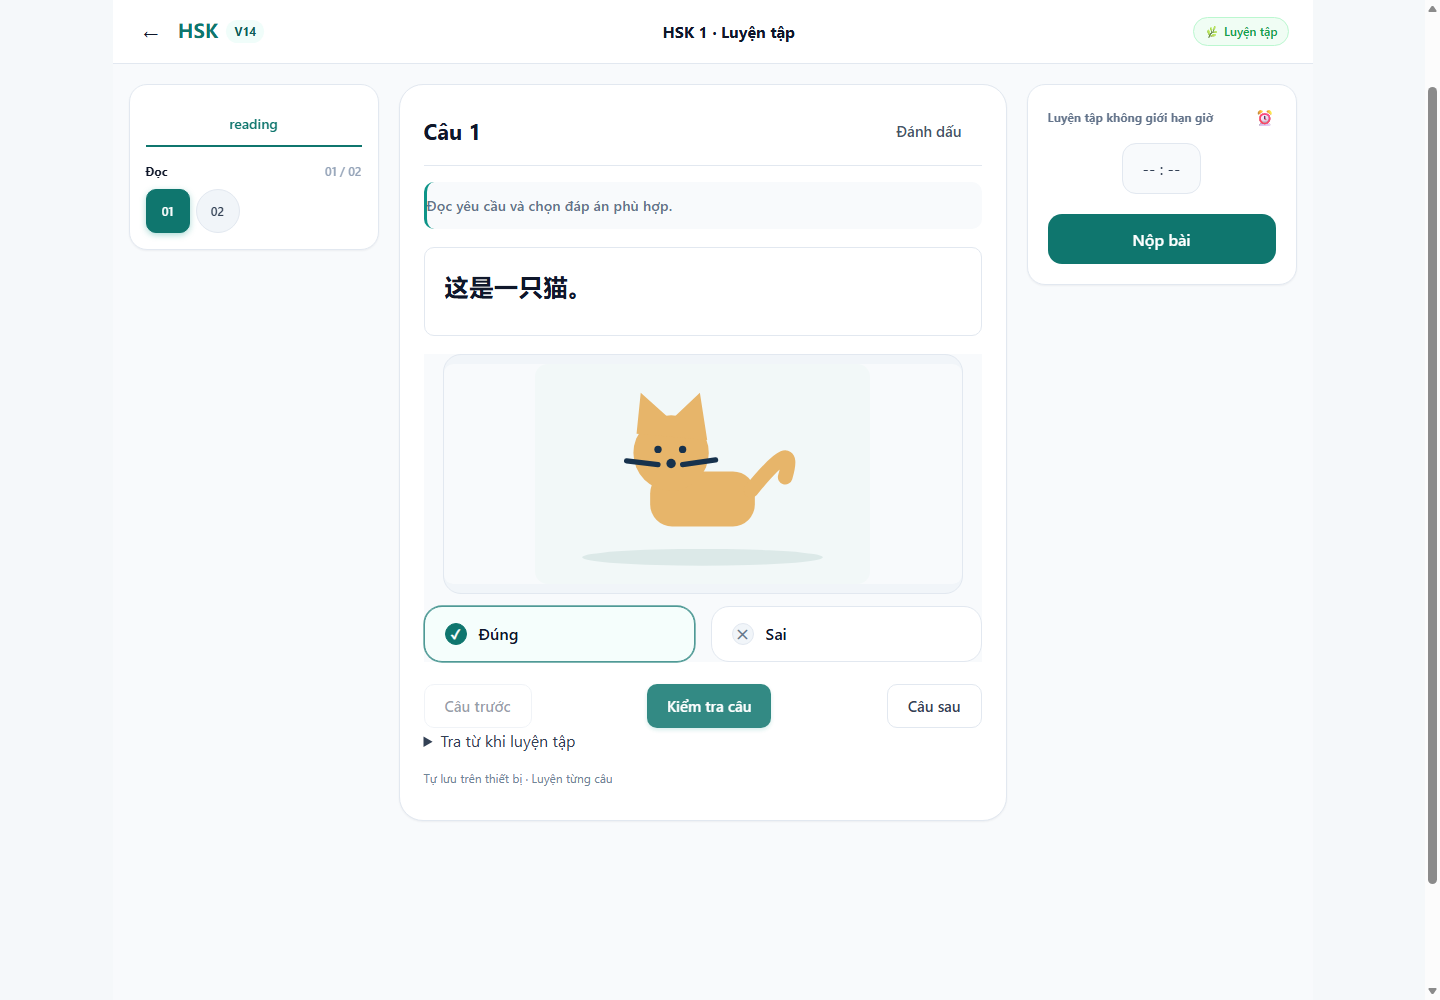 ← HSK V14
HSK 1 · Luyện tập
Luyện tập
reading
Đọc 01 / 02
01 02
Câu 1
Đánh dấu
Đọc yêu cầu và chọn đáp án phù hợp.
这是一只猫。
Đúng
Sai
Câu trước
Kiểm tra câu
Câu sau
Tra từ khi luyện tập
Tự lưu trên thiết bị · Luyện từng câu
Luyện tập không giới hạn giờ
-- : --
Nộp bài